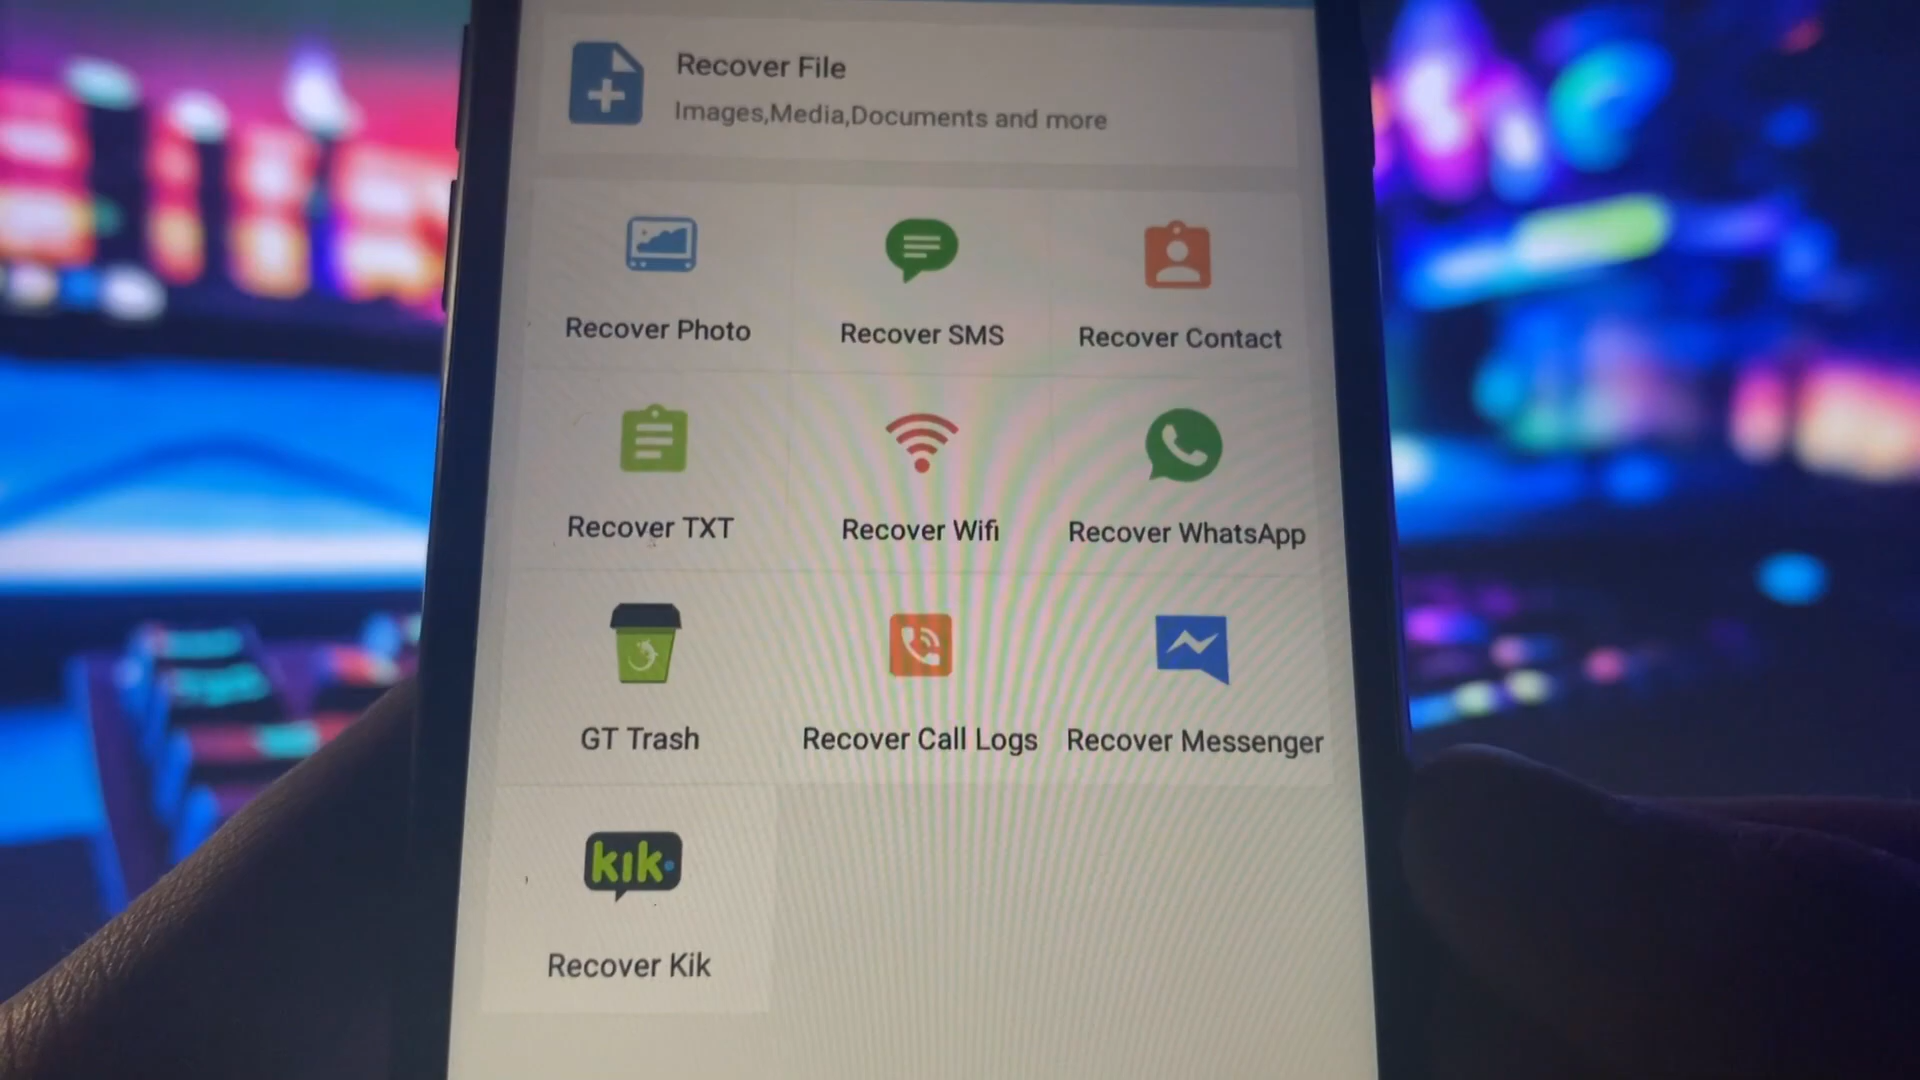 Recover File
Images,Media,Documents and more
Recover Photo
Recover SMS
Recover Contact
Recover TXT
Recover Wifi
Recover WhatsApp
GT Trash
Recover Call Logs
Recover Messenger
kik
Recover Kik